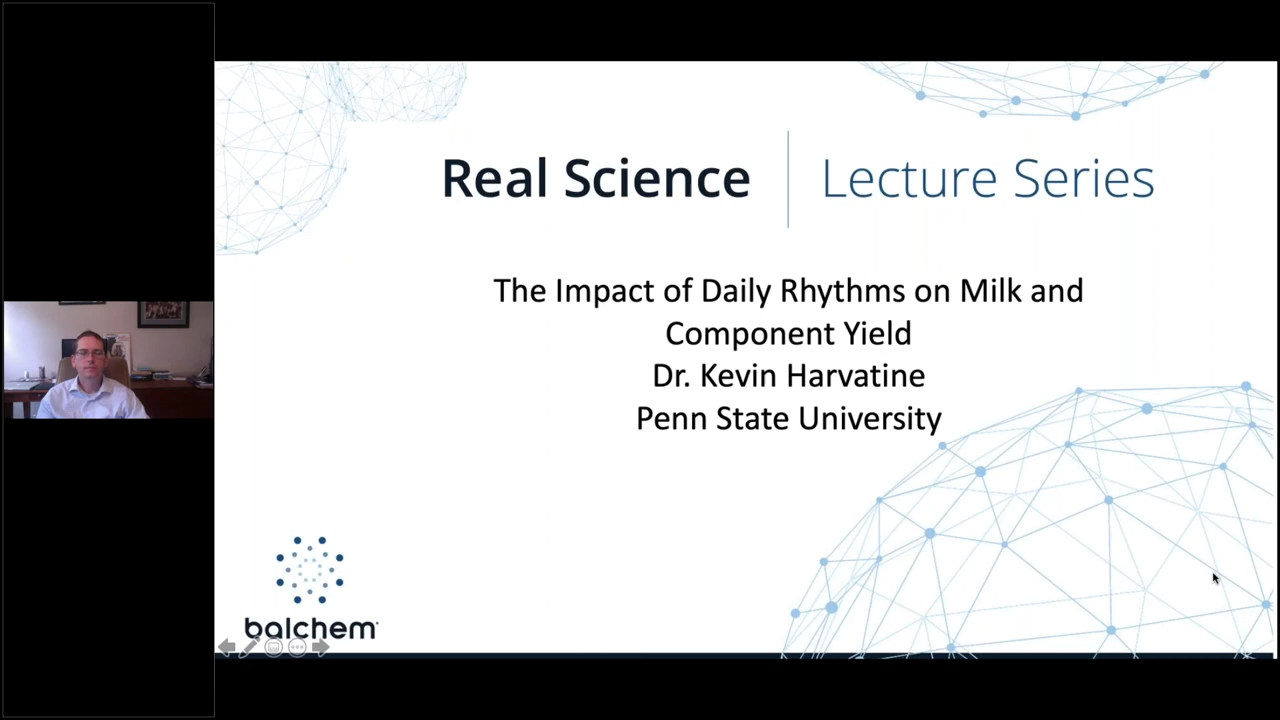 Real Science
Lecture Series
The Impact of Daily Rhythms on Milk and
Component Yield
Dr. Kevin Harvatine
Penn State University
balchem